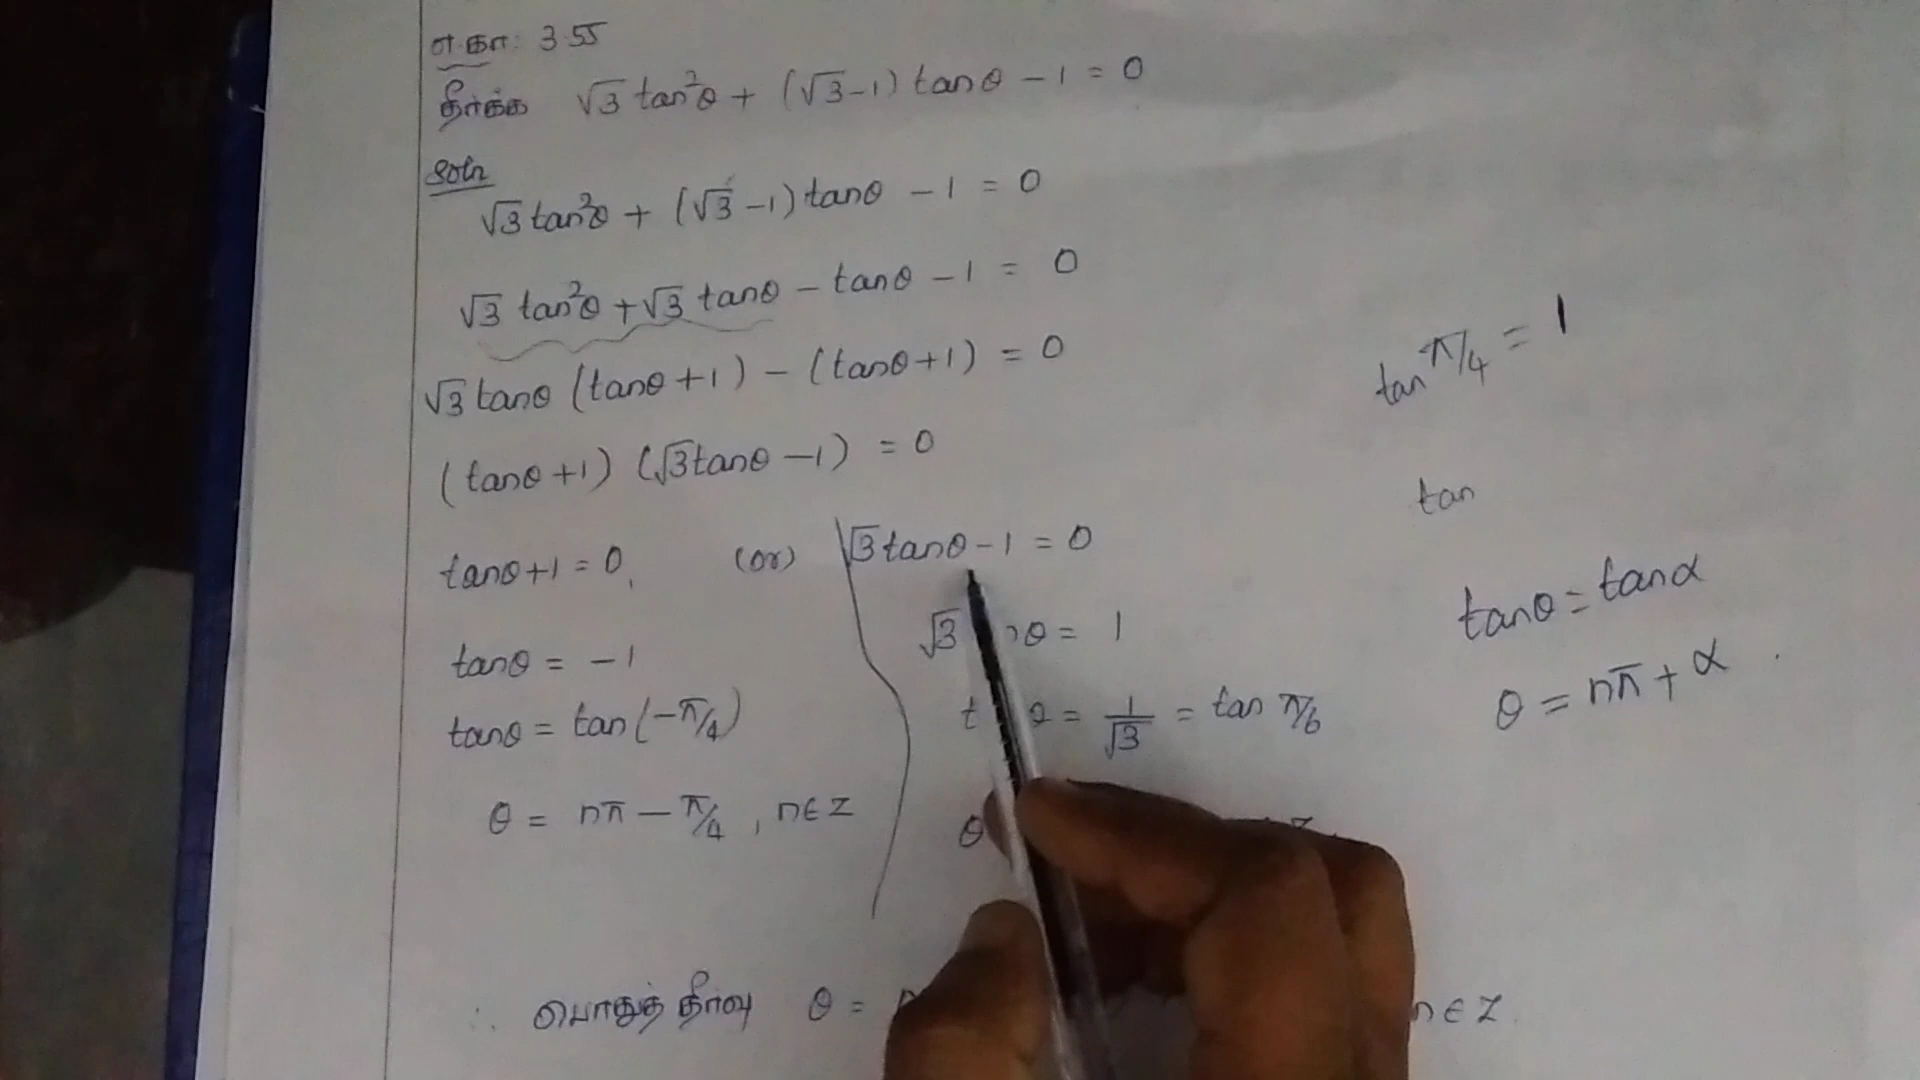 எ.கா: 3.55
தீர்க்க √3 tan²θ + (√3-1) tanθ - 1 = 0
Soln
√3 tan²θ + (√3-1) tanθ - 1 = 0
√3 tan²θ + √3 tanθ - tanθ - 1 = 0
√3 tanθ (tanθ+1) - (tanθ+1) = 0
(tanθ+1) (√3tanθ-1) = 0
tanθ+1 = 0, (or)
tanθ = -1
tanθ = tan(-π/4)
θ = nπ - π/4, n∈Z
√3tanθ-1 = 0
√3 θ = 1
t θ = 1/√3 = tan π/6
θ
∴ பொதுத் தீர்வு θ = n∈Z.
tan π/4 = 1
tan
tanθ = tanα
θ = nπ + α